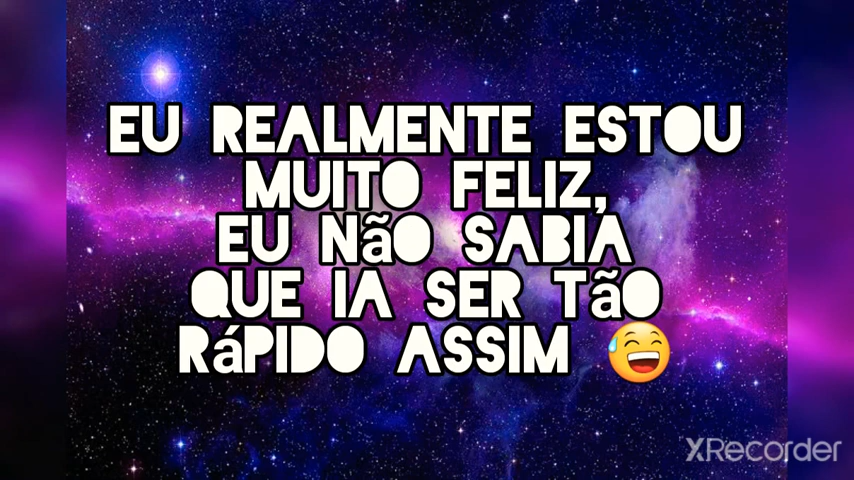 EU REALMENTE ESTOU
MUITO FELIZ,
EU NãO SABIA
QUE IA SER TãO
RáPIDO ASSIM 😅
XRecorder